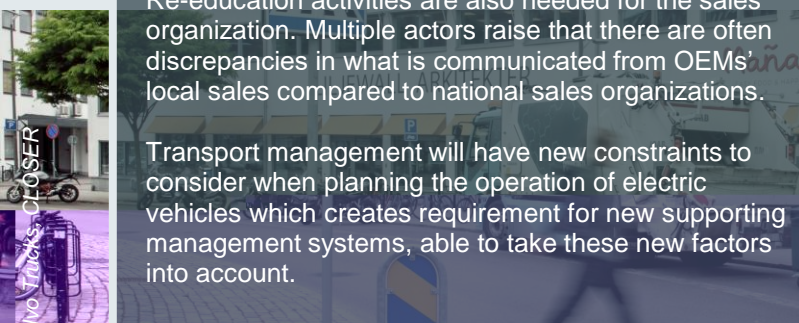 Re-education activities are also needed for the sales
organization. Multiple actors raise that there are often
discrepancies in what is communicated from OEMs'
local sales compared to national sales organizations.
Transport management will have new constraints to
consider when planning the operation of electric
vehicles which creates requirement for new supporting
management systems, able to take these new factors
into account.
Trucks, CLOSER
LILJEWALL ARKITEKTER